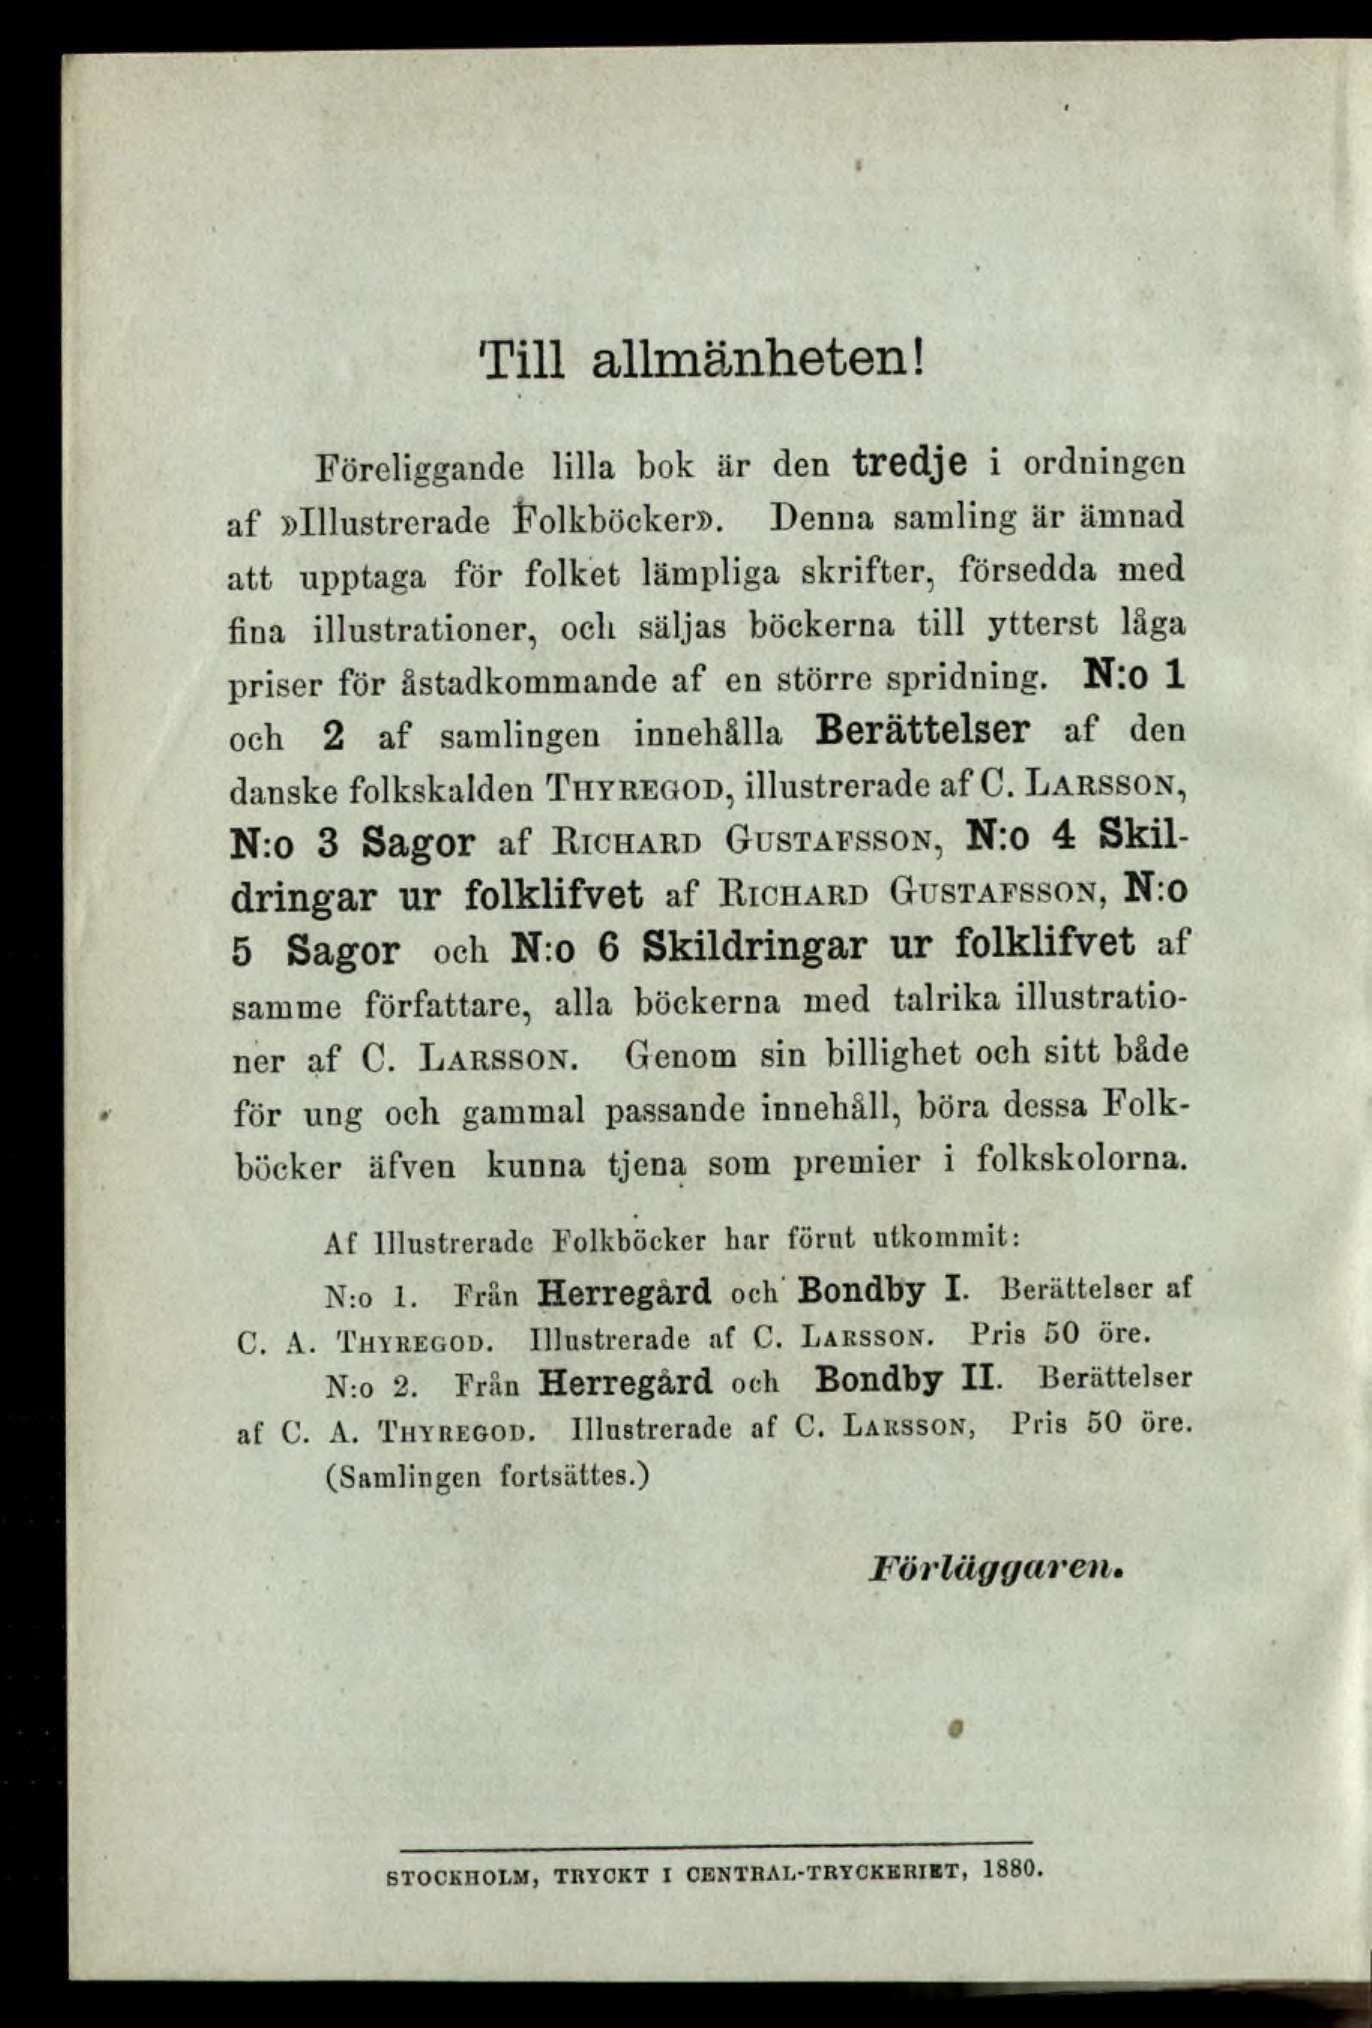 Till allmänheten!
Föreliggande lilla bok är den tredje i ordningen
af »Illustrerade Folkböcker». Denna samling är ämnad
att upptaga för folket lämpliga skrifter, försedda med
fina illustrationer, och säljas böckerna till ytterst låga
priser för åstadkommande af en större spridning. N:o 1
och 2 af samlingen innehålla Berättelser af den
danske folkskalden THYREGOD, illustrerade af C. LARSSON,
N:o 3 Sagor af RICHARD GUSTAFSSON, N:o 4 Skil-
dringar ur folklifvet af RICHARD GUSTAFSSON, N:o
5 Sagor och N:o 6 Skildringar ur folklifvet af
samme författare, alla böckerna med talrika illustratio-
ner af C. LARSSON. Genom sin billighet och sitt både
för ung och gammal passande innehåll, böra dessa Folk-
böcker äfven kunna tjena som premier i folkskolorna.
Af Illustrerade Folkböcker har förut utkommit:
N:o 1. Från Herregård och Bondby I. Berättelser af
C. A. THYREGOD. Illustrerade af C. LARSSON. Pris 50 öre.
N:o 2. Från Herregård och Bondby II. Berättelser
af C. A. THYREGOD. Illustrerade af C. LARSSON, Pris 50 öre.
(Samlingen fortsättes.)
Förläggaren.
STOCKHOLM, TRYCKT I CENTRAL-TRYCKERIET, 1880.